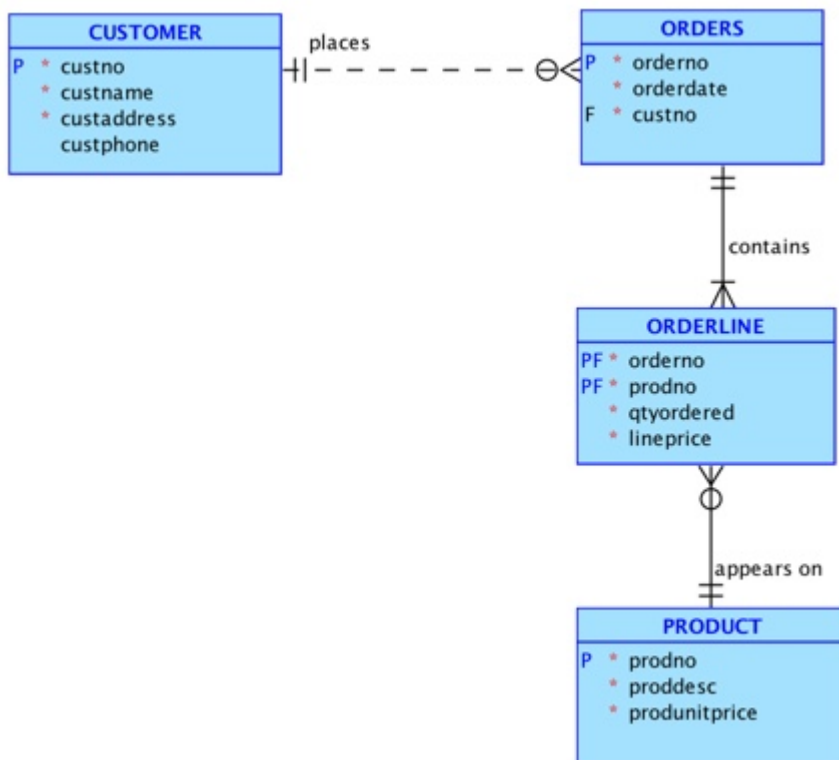 CUSTOMER
P * custno
* custname
* custaddress
custphone
places
ORDERS
P * orderno
* orderdate
F * custno
contains
ORDERLINE
PF * orderno
PF * prodno
* qtyordered
* lineprice
appears on
PRODUCT
P * prodno
* proddesc
* produnitprice